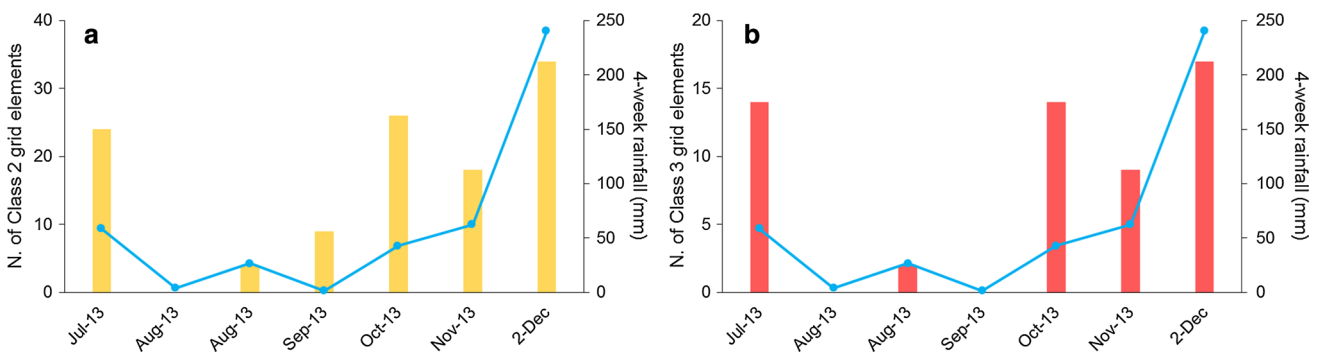 a
N. of Class 2 grid elements
40
30
20
10
0
250
200
150
100
50
0
4-week rainfall (mm)
Jul-13
Aug-13
Aug-13
Sep-13
Oct-13
Nov-13
2-Dec
b
N. of Class 3 grid elements
20
15
10
5
0
250
200
150
100
50
0
4-week rainfall (mm)
Jul-13
Aug-13
Aug-13
Sep-13
Oct-13
Nov-13
2-Dec